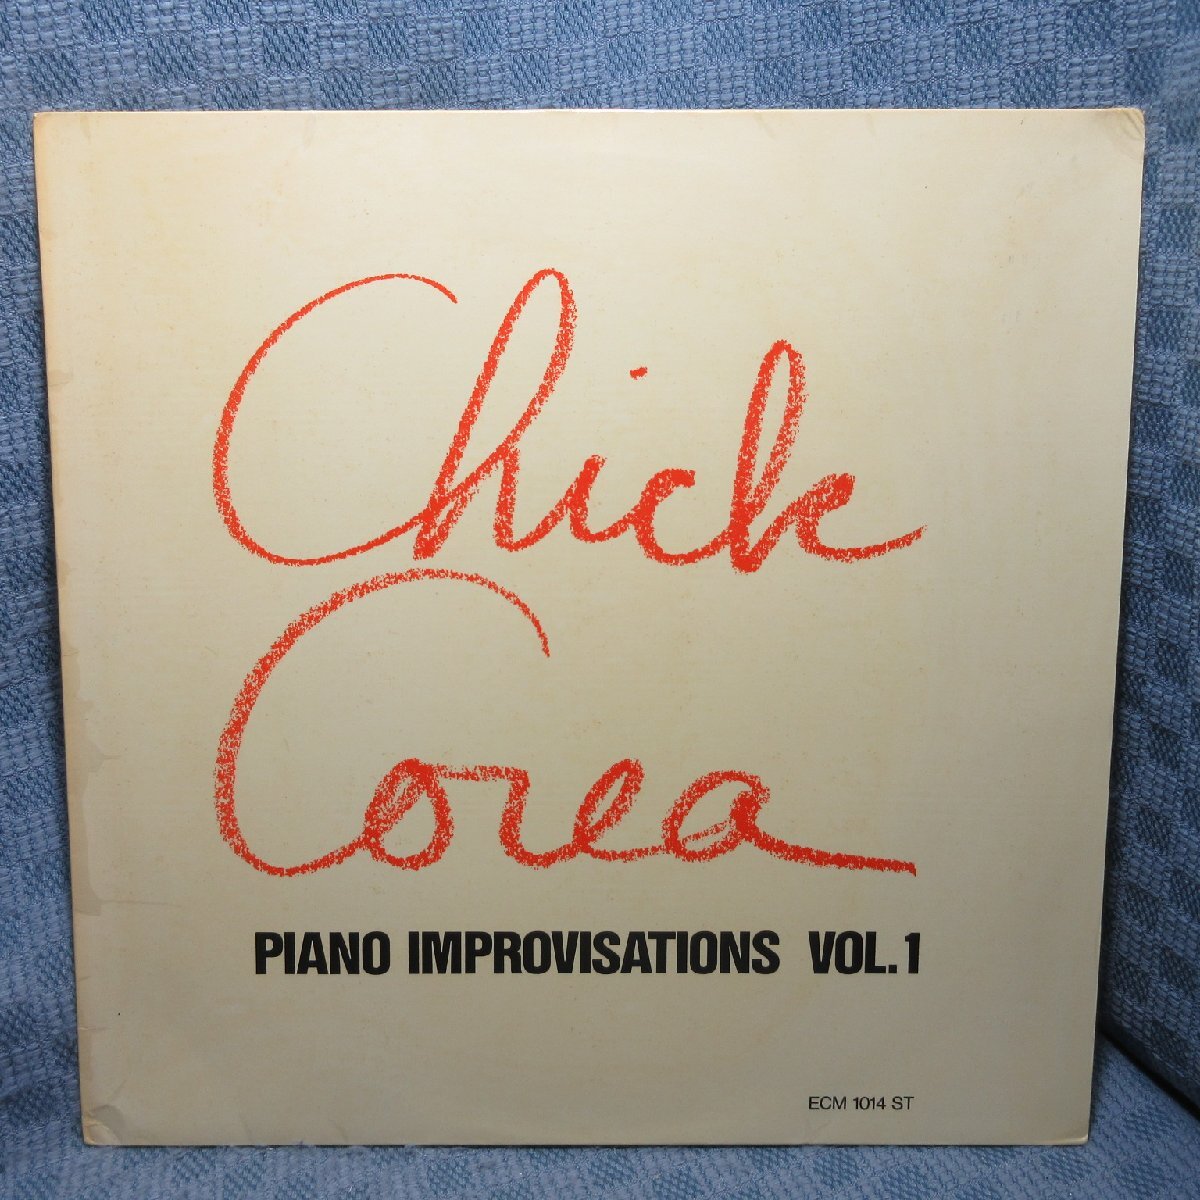 Chick
Corea
PIANO IMPROVISATIONS VOL.1
ECM 1014 ST